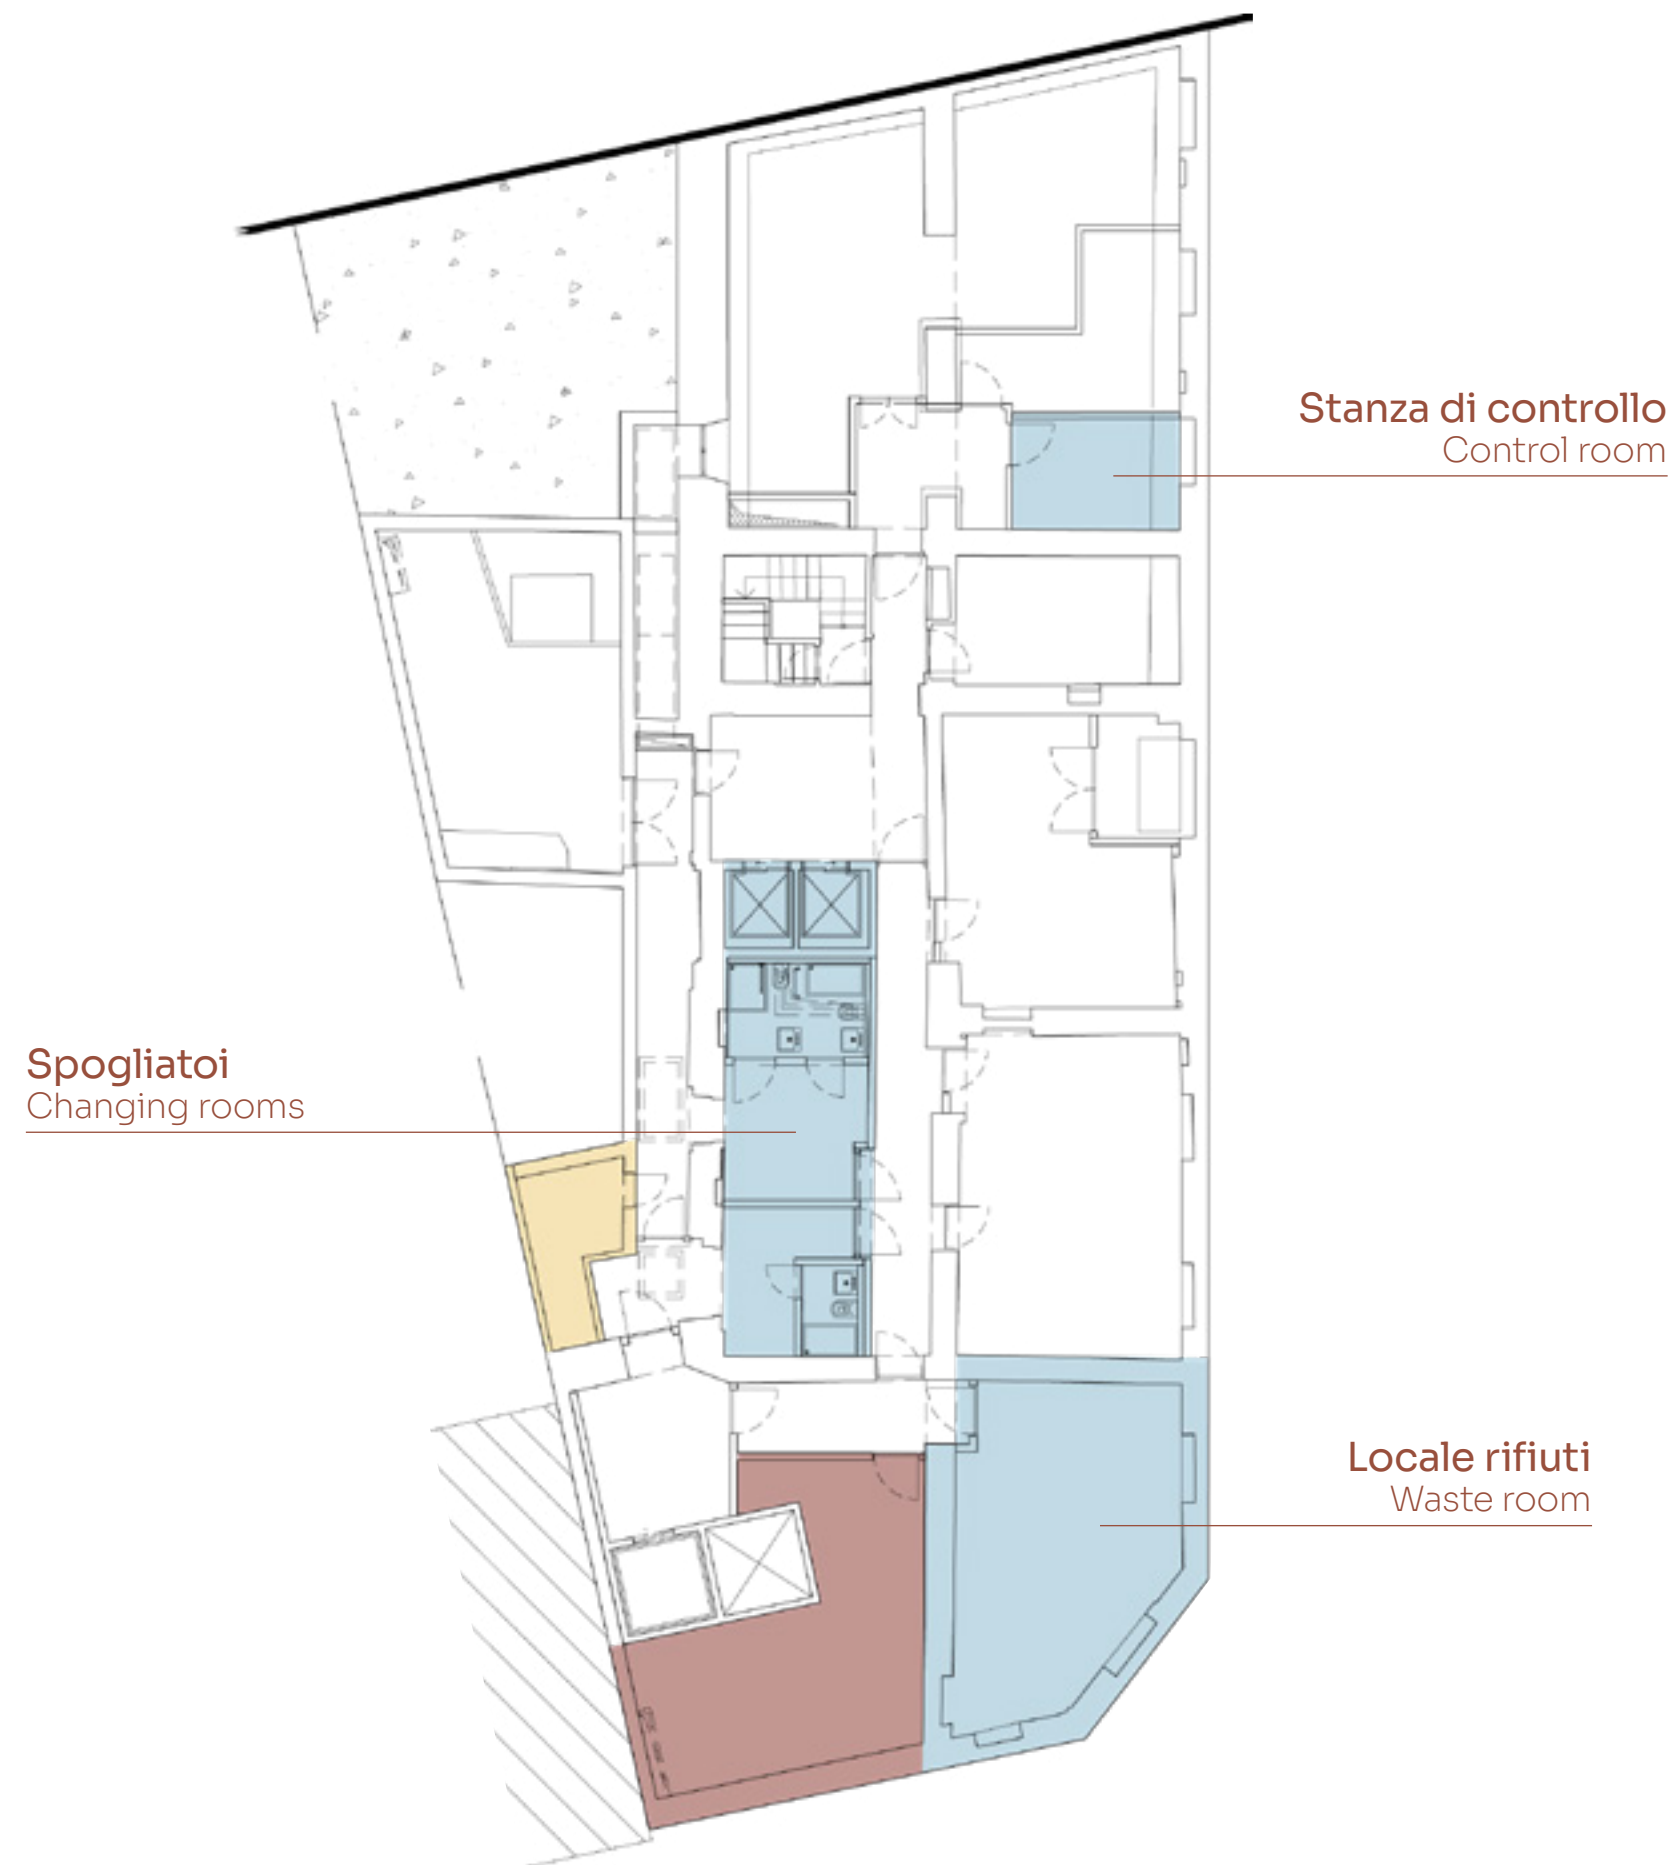 Stanza di controllo
Control room
Spogliatoi
Changing rooms
Locale rifiuti
Waste room